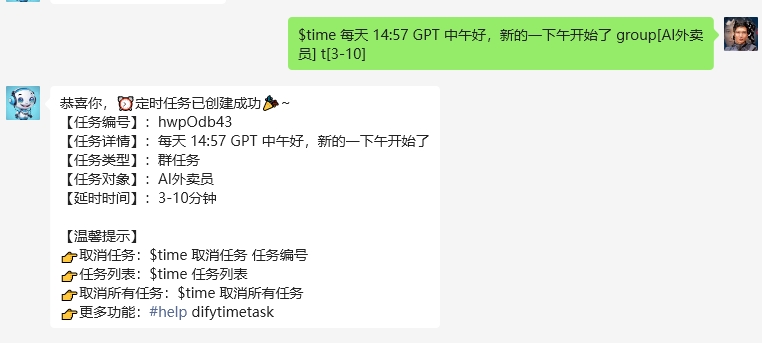 $time 每天 14:57 GPT 中午好，新的一下午开始了 group[AI外卖
员] t[3-10]
恭喜你，⏰定时任务已创建成功🎉~
【任务编号】：hwpOdb43
【任务详情】：每天 14:57 GPT 中午好，新的一下午开始了
【任务类型】：群任务
【任务对象】：AI外卖员
【延时时间】：3-10分钟
【温馨提示】
👉取消任务：$time 取消任务 任务编号
👉任务列表：$time 任务列表
👉取消所有任务：$time 取消所有任务
👉更多功能：#help difytimetask